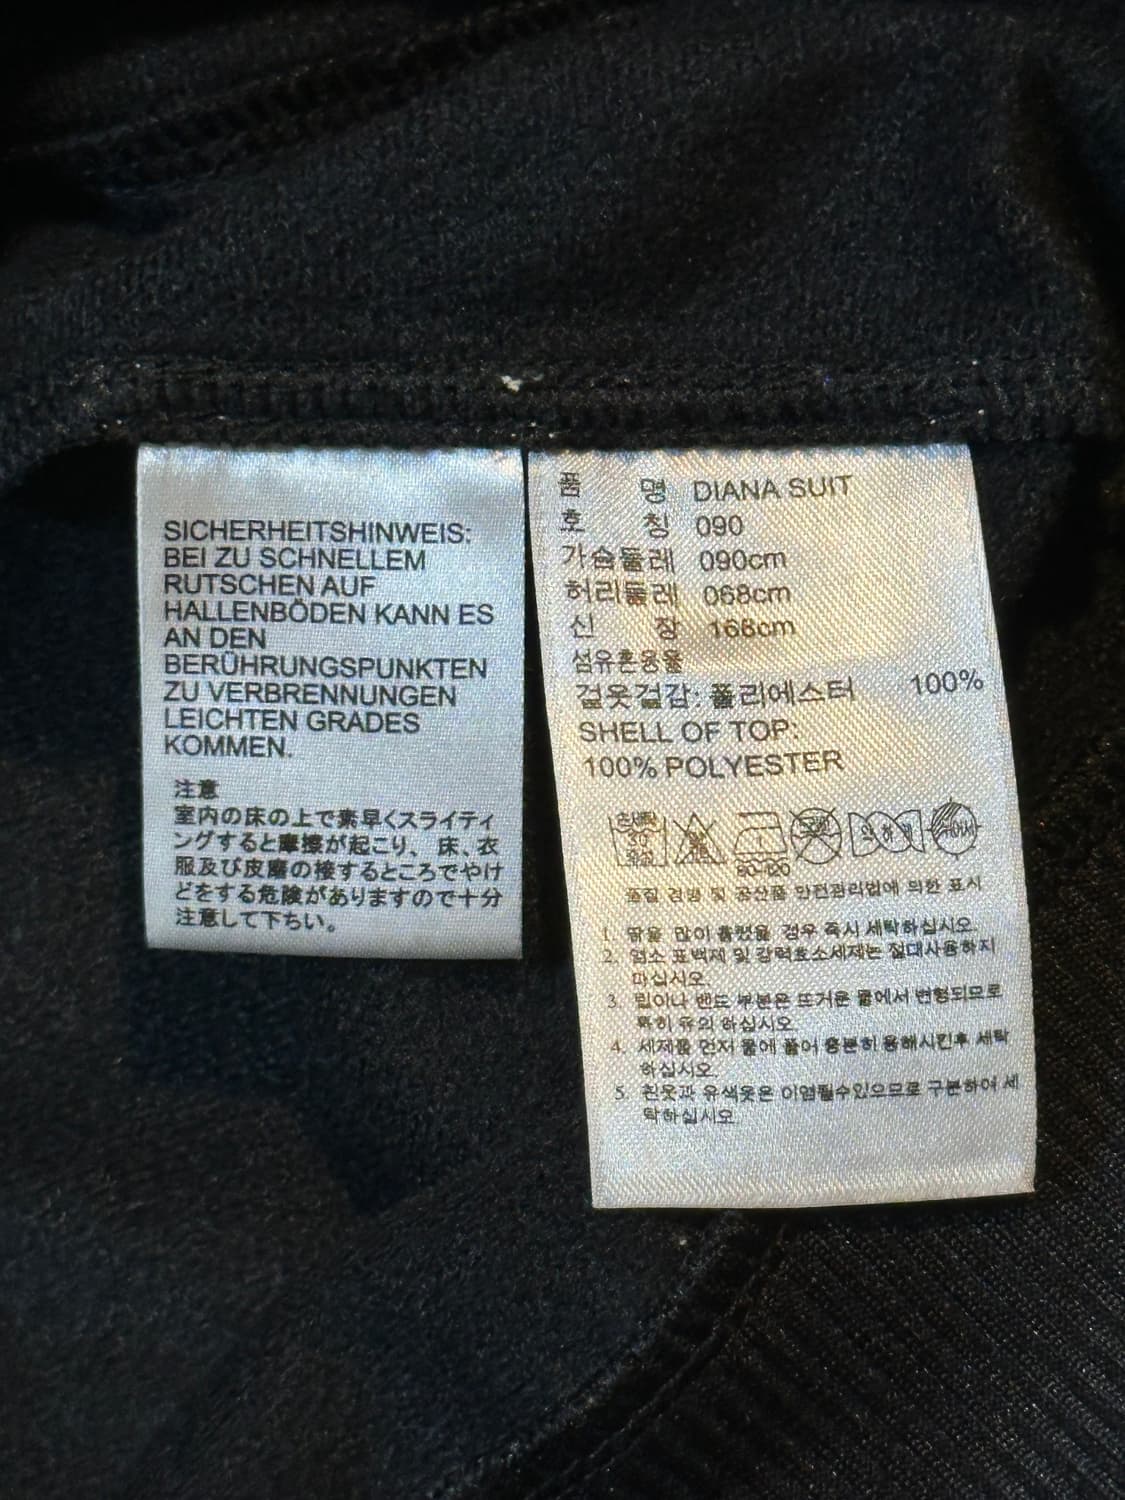 SICHERHEITSHINWEIS:
BEI ZU SCHNELLEM
RUTSCHEN AUF
HALLENBÖDEN KANN ES
AN DEN
BERÜHRUNGSPUNKTEN
ZU VERBRENNUNGEN
LEICHTEN GRADES
KOMMEN.
注意
室内の床の上で素早くスライティ
ングすると摩擦が起こり、床、衣
服及び皮膚の接するところでやけ
どをする危険がありますので十分
注意して下ちい。
품 명 DIANA SUIT
호 칭 090
가슴둘레 090cm
허리둘레 068cm
신 장 166cm
섬유혼용율
겉옷겉감: 폴리에스터 100%
SHELL OF TOP:
100% POLYESTER
80-120
품질 경영 및 공산품 안전관리법에 의한 표시
1. 땀을 많이 흘렸을 경우 즉시 세탁하십시오.
2. 염소 표백제 및 강력효소세제는 절대사용하지
마십시오.
3. 립이나 밴드 부분은 뜨거운 물에서 변형되므로
특히 유의 하십시오
4. 세제를 먼저 물에 풀어 충분히 용해시킨후 세탁
하십시오.
5. 흰옷과 유색옷은 이염될수있으므로 구분하여 세
탁하십시오.